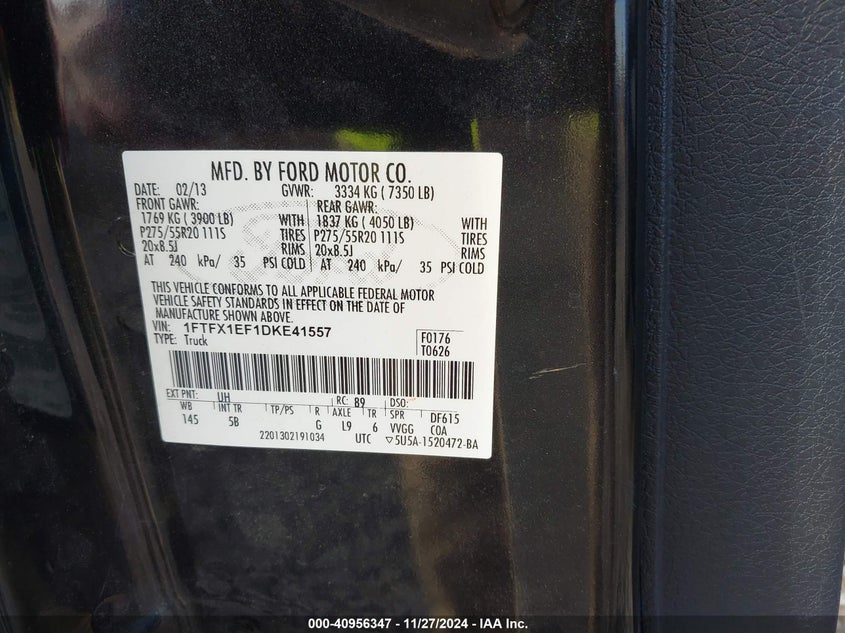 MFD. BY FORD MOTOR CO.
DATE: 02/13 GVWR: 3334 KG ( 7350 LB)
FRONT GAWR: REAR GAWR:
1769 KG ( 3900 LB) WITH 1837 KG ( 4050 LB) WITH
P275/55R20 111S TIRES P275/55R20 111S TIRES
20x8.5J RIMS 20x8.5J RIMS
AT 240 kPa/ 35 PSI COLD AT 240 kPa/ 35 PSI COLD
THIS VEHICLE CONFORMS TO ALL APPLICABLE FEDERAL MOTOR
VEHICLE SAFETY STANDARDS IN EFFECT ON THE DATE OF
MANUFACTURE SHOWN ABOVE.
VIN: 1FTFX1EF1DKE41557 F0176
TYPE: Truck T0626
EXT PNT: UH RC: 89 DSO:
WB INT TR TP/PS R AXLE TR SPR DF615
145 5B G L9 6 VVGG COA
2201302191034 UTC ▽5U5A-1520472-BA
000-40956347 — 11/27/2024 — IAA Inc.